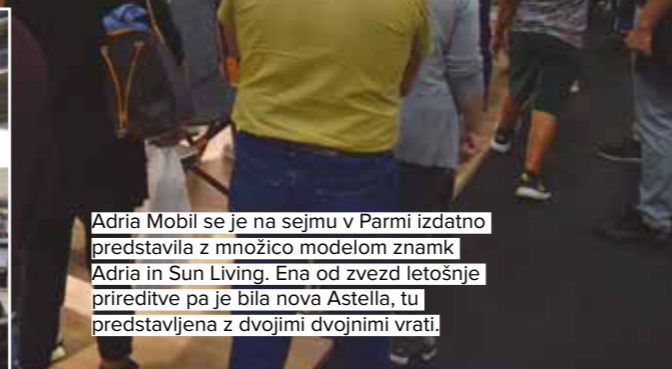 Adria Mobil se je na sejmu v Parmi izdatno
predstavila z množico modelom znamk
Adria in Sun Living. Ena od zvezd letošnje
prireditve pa je bila nova Astella, tu
predstavljena z dvojimi dvojnimi vrati.